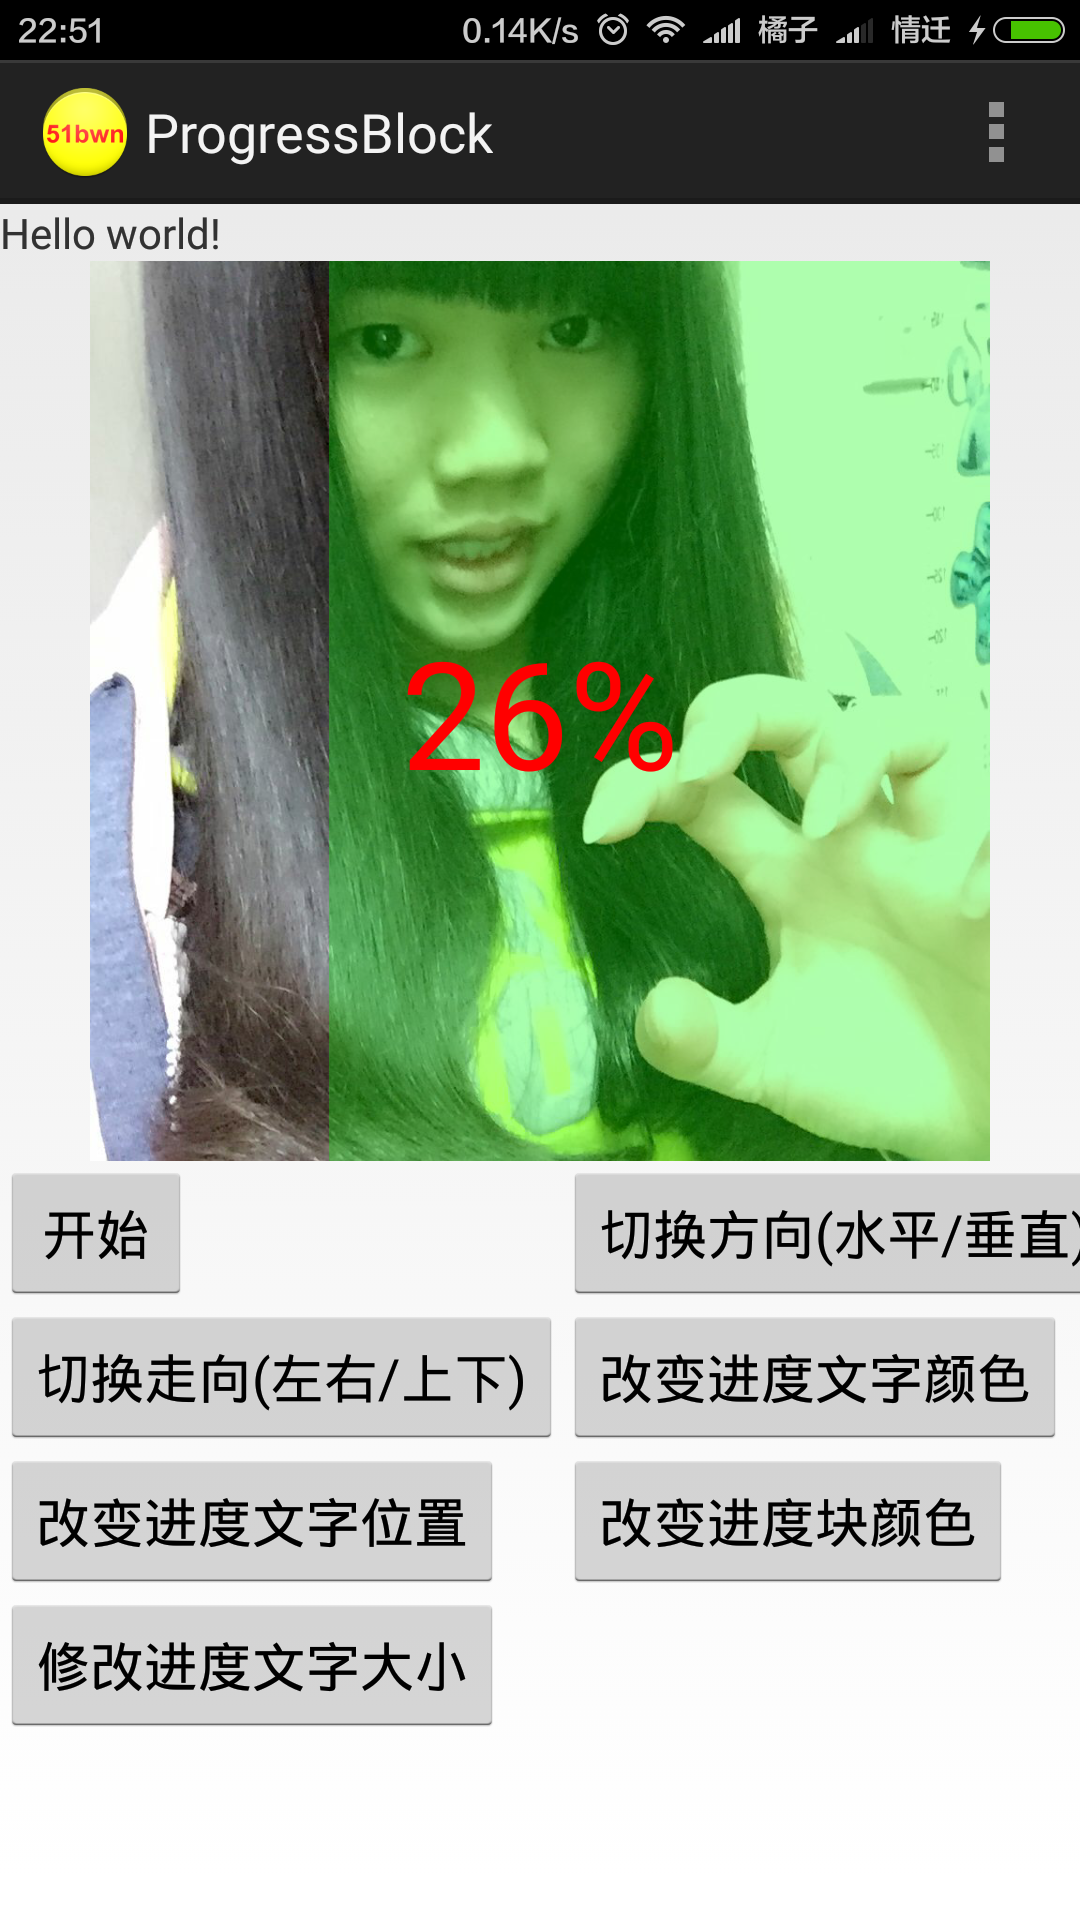 22:51 0.14K/s 橘子 情迁
51bwn ProgressBlock
Hello world!
26%
开始 切换方向(水平/垂直)
切换走向(左右/上下) 改变进度文字颜色
改变进度文字位置 改变进度块颜色
修改进度文字大小